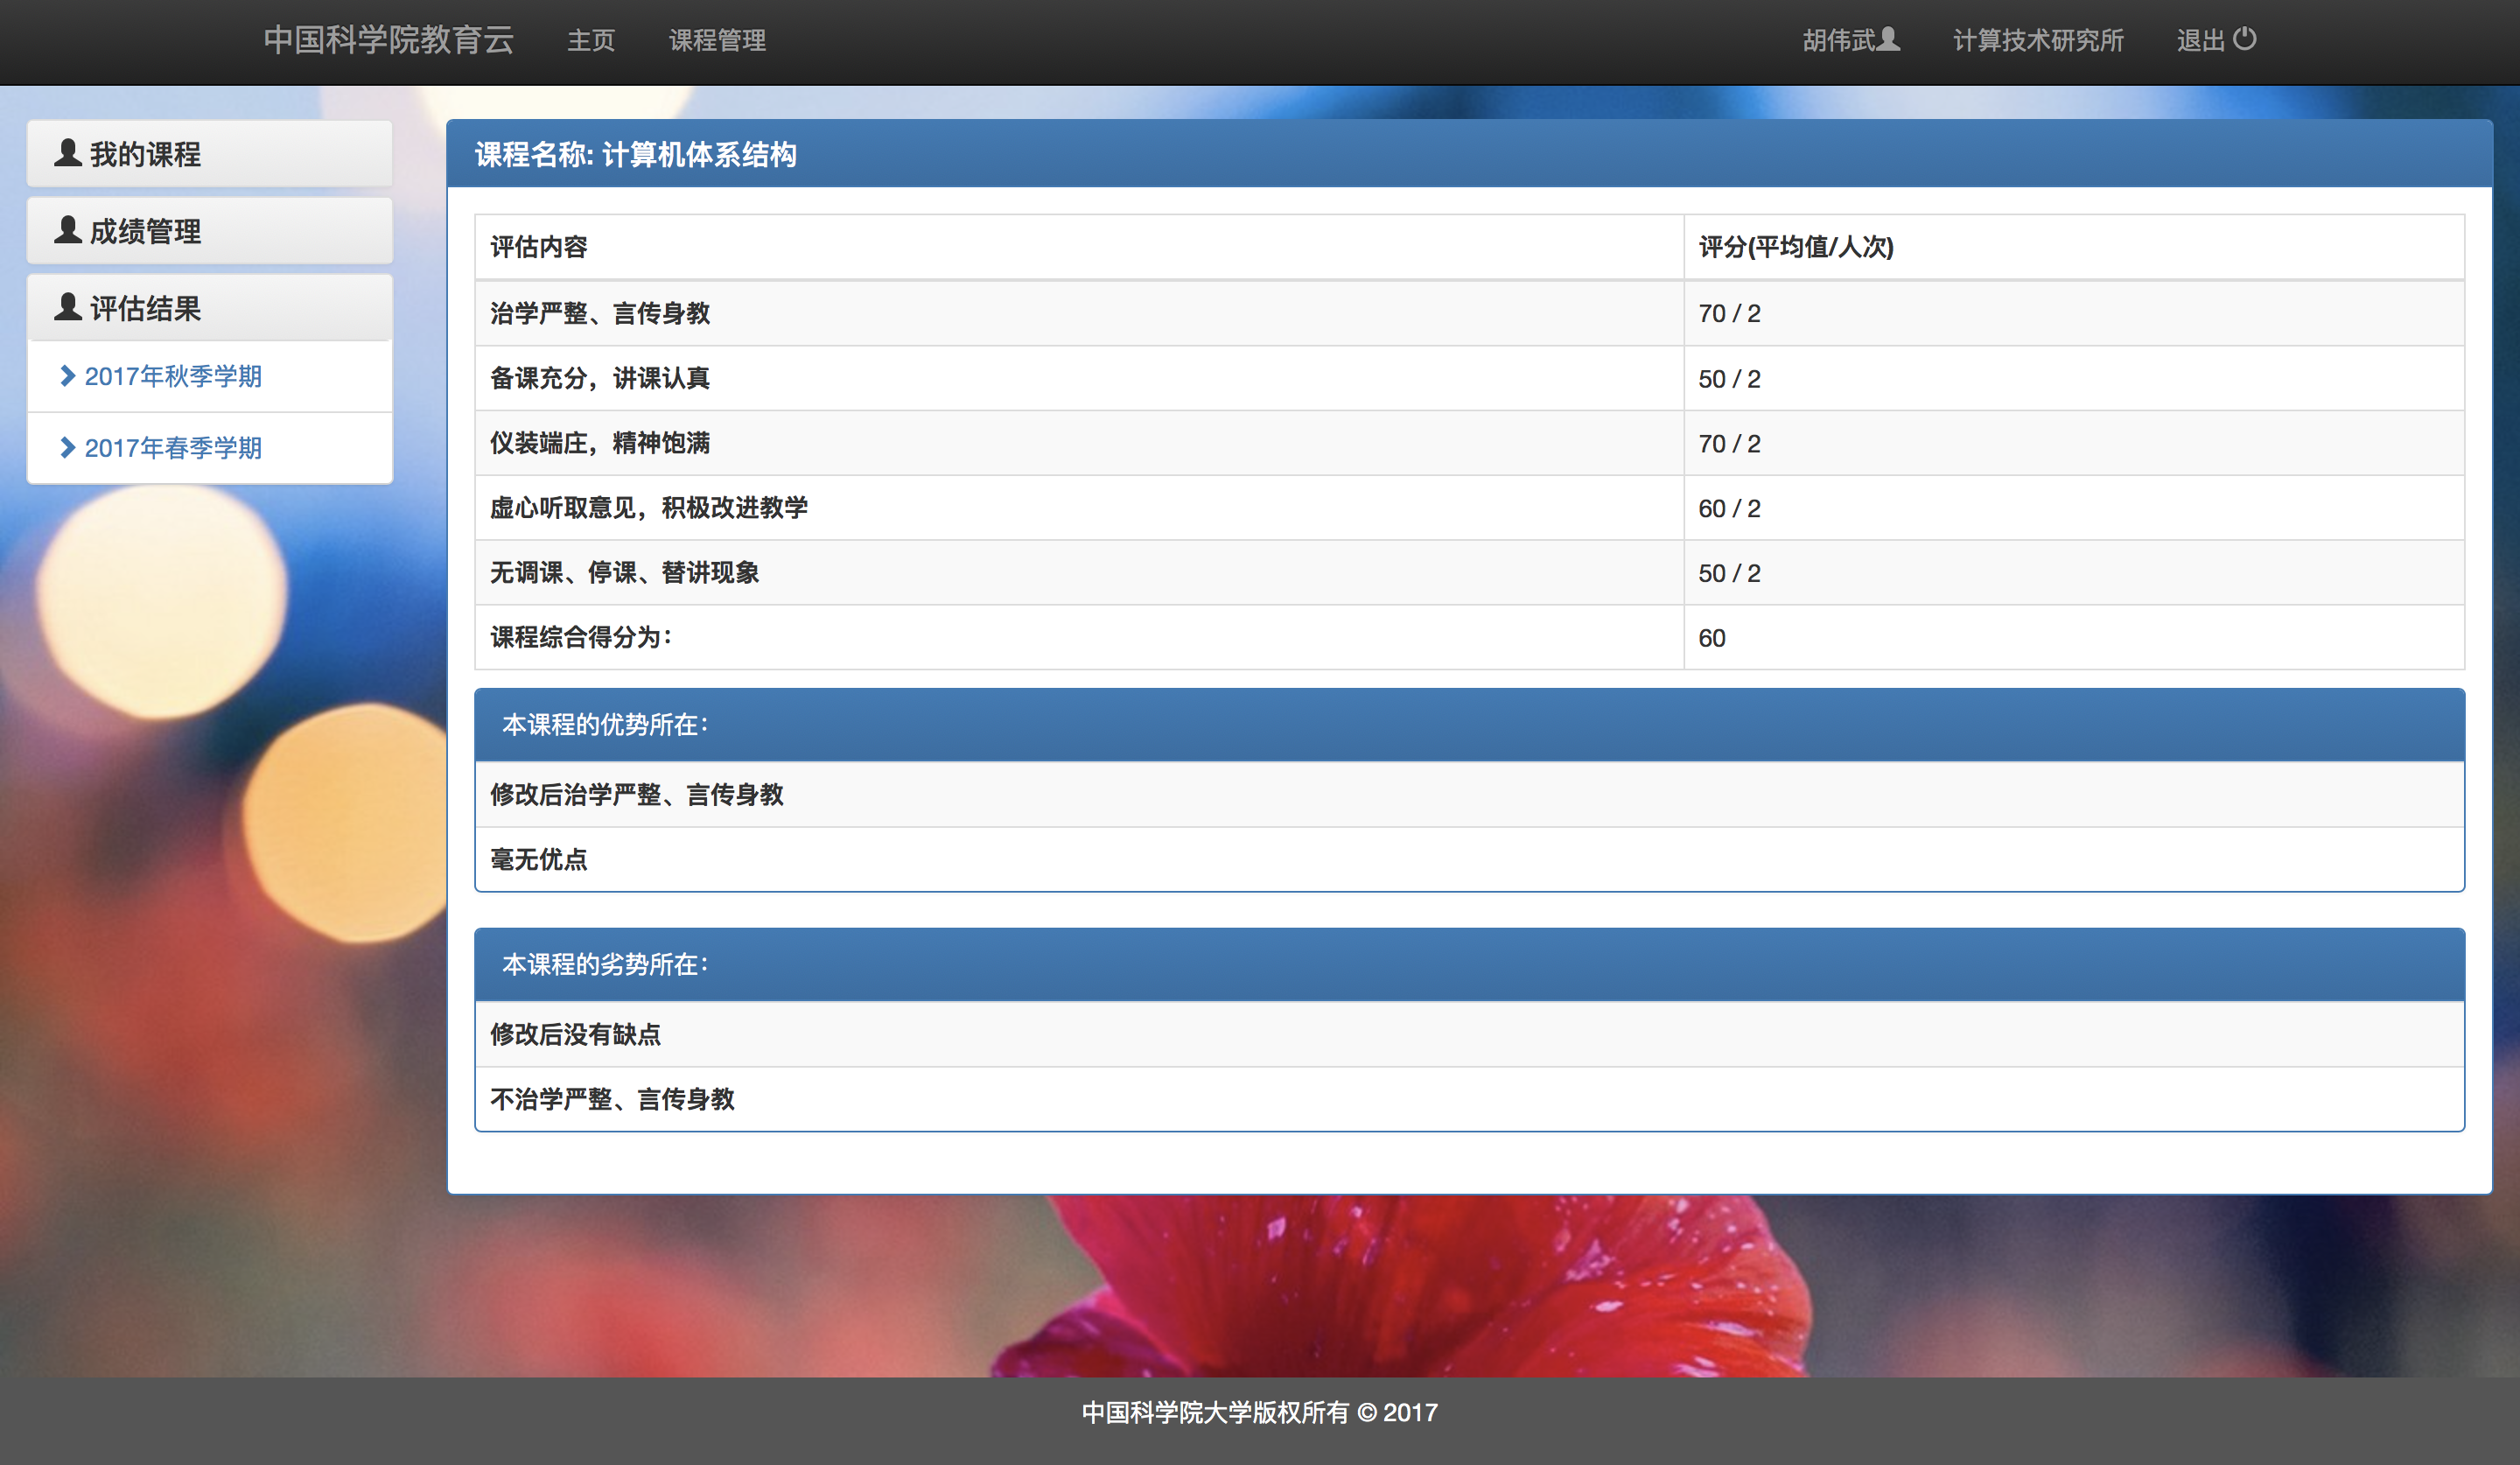 中国科学院教育云 主页 课程管理 胡伟武 计算技术研究所 退出
我的课程
成绩管理
评估结果
2017年秋季学期
2017年春季学期
课程名称: 计算机体系结构
评估内容 评分(平均值/人次)
治学严整、言传身教 70 / 2
备课充分，讲课认真 50 / 2
仪装端庄，精神饱满 70 / 2
虚心听取意见，积极改进教学 60 / 2
无调课、停课、替讲现象 50 / 2
课程综合得分为： 60
本课程的优势所在：
修改后治学严整、言传身教
毫无优点
本课程的劣势所在：
修改后没有缺点
不治学严整、言传身教
中国科学院大学版权所有 © 2017